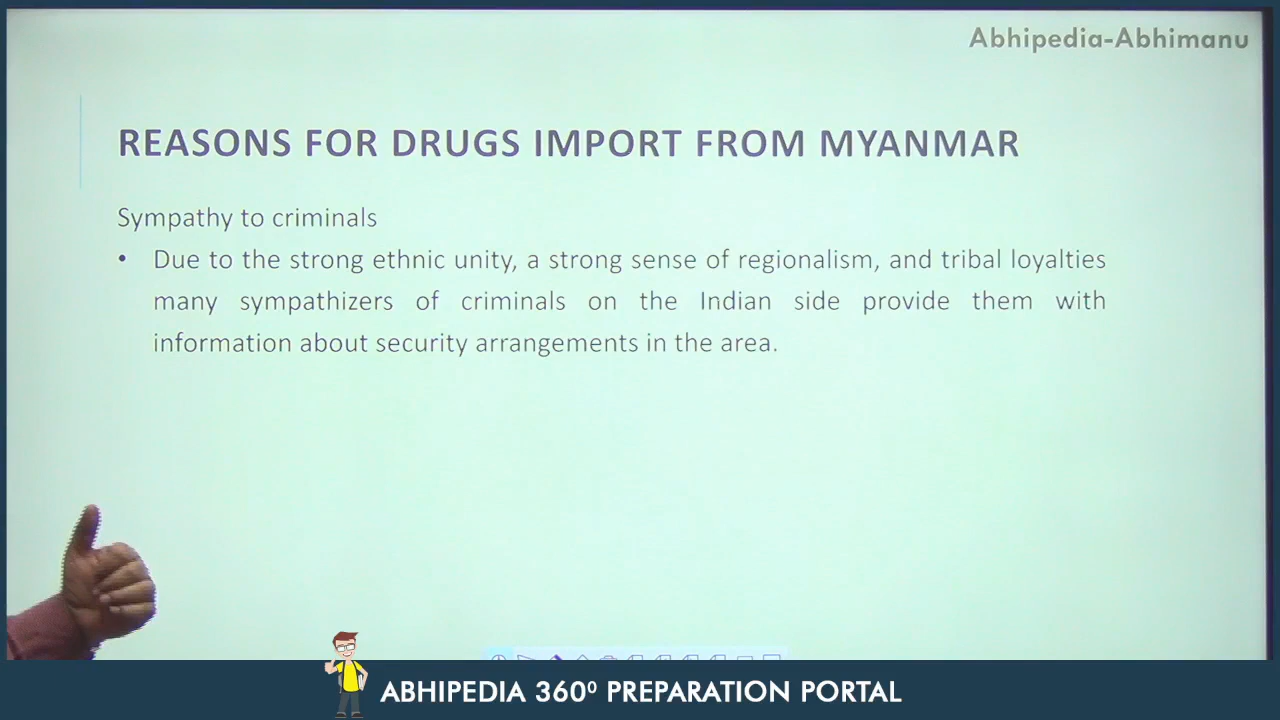 Abhipedia-Abhimanu
REASONS FOR DRUGS IMPORT FROM MYANMAR
Sympathy to criminals
• Due to the strong ethnic unity, a strong sense of regionalism, and tribal loyalties
many sympathizers of criminals on the Indian side provide them with
information about security arrangements in the area.
ABHIPEDIA 360⁰ PREPARATION PORTAL